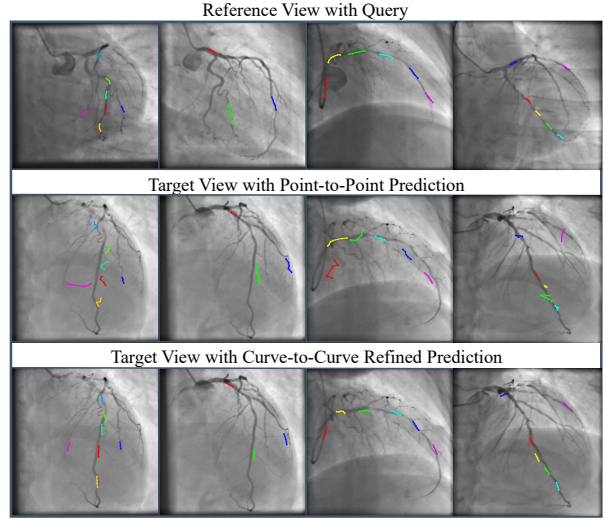 Reference View with Query
Target View with Point-to-Point Prediction
Target View with Curve-to-Curve Refined Prediction